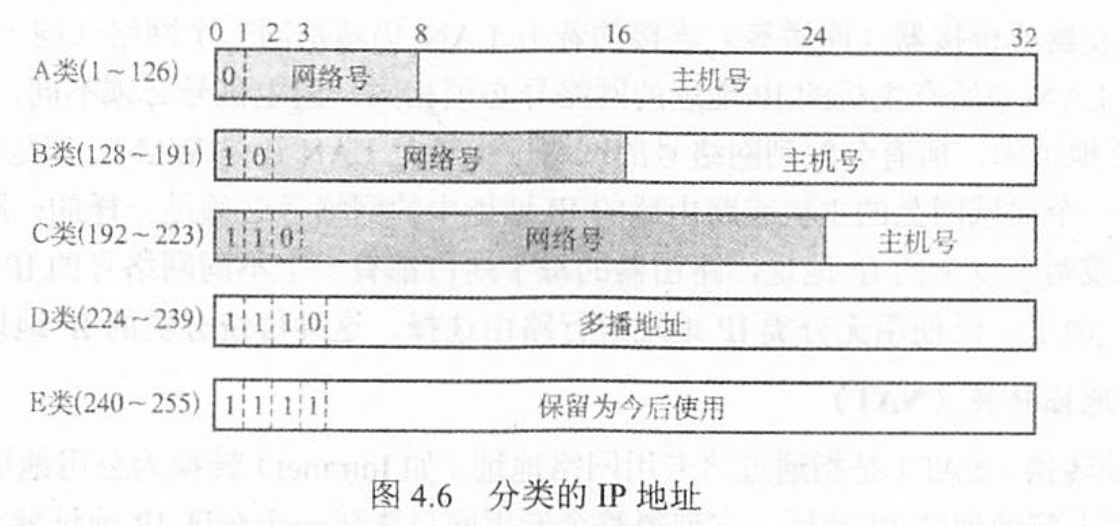 0 1 2 3 8 16 24 32
A类(1~126) 0 网络号 主机号
B类(128~191) 1 0 网络号 主机号
C类(192~223) 1 1 0 网络号 主机号
D类(224~239) 1 1 1 0 多播地址
E类(240~255) 1 1 1 1 保留为今后使用
图 4.6 分类的 IP 地址